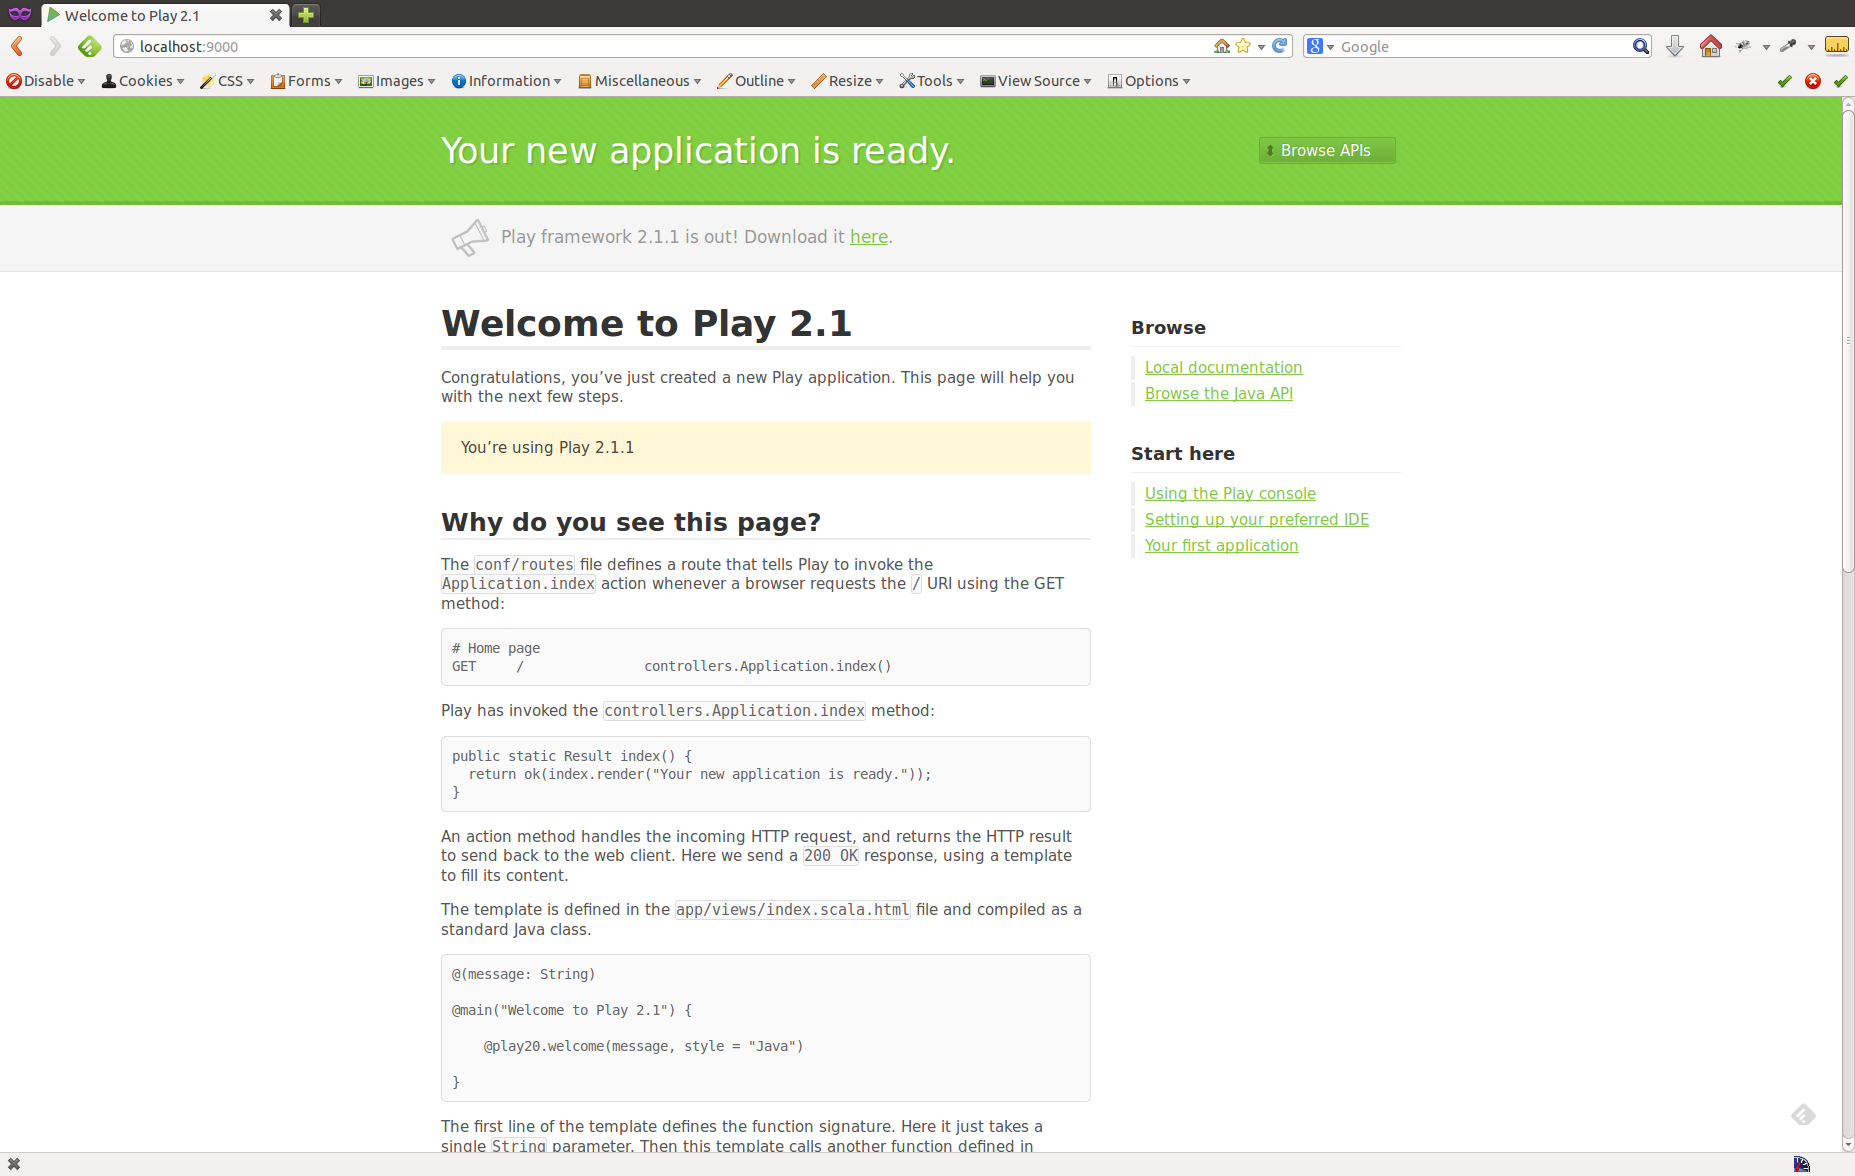 Welcome to Play 2.1
localhost:9000
Google
Disable Cookies CSS Forms Images Information Miscellaneous Outline Resize Tools View Source Options
Your new application is ready.
Browse APIs
Play framework 2.1.1 is out! Download it here.
Welcome to Play 2.1
Congratulations, you’ve just created a new Play application. This page will help you
with the next few steps.
You’re using Play 2.1.1
Why do you see this page?
The conf/routes file defines a route that tells Play to invoke the
Application.index action whenever a browser requests the / URI using the GET
method:
# Home page
GET     /               controllers.Application.index()
Play has invoked the controllers.Application.index method:
public static Result index() {
  return ok(index.render("Your new application is ready."));
}
An action method handles the incoming HTTP request, and returns the HTTP result
to send back to the web client. Here we send a 200 OK response, using a template
to fill its content.
The template is defined in the app/views/index.scala.html file and compiled as a
standard Java class.
@(message: String)
@main("Welcome to Play 2.1") {
    @play20.welcome(message, style = "Java")
}
The first line of the template defines the function signature. Here it just takes a
single String parameter. Then this template calls another function defined in
Browse
Local documentation
Browse the Java API
Start here
Using the Play console
Setting up your preferred IDE
Your first application